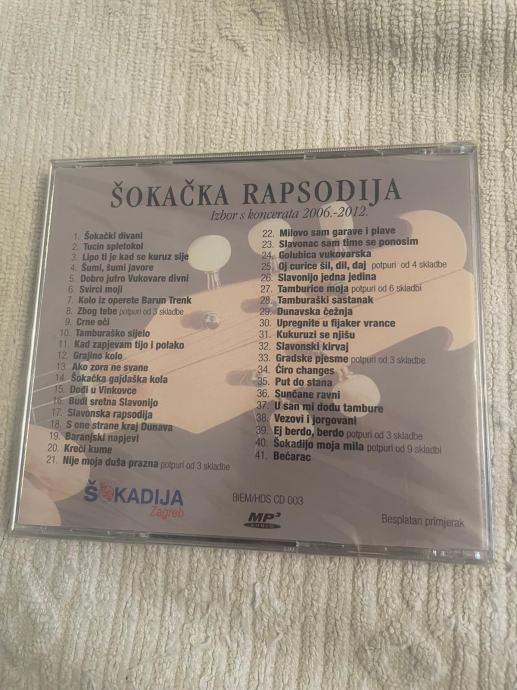 ŠOKAČKA RAPSODIJA
Izbor s koncerata 2006.-2012.
1. Šokački divani
2. Tucin spletokol
3. Lipo ti je kad se kuruz sije
4. Šumi, šumi javore
5. Dobro jutro Vukovare divni
6. Svirci moji
7. Kolo iz operete Barun Trenk
8. Zbog tebe potpuri od 3 skladbe
9. Crne oči
10. Tamburaško sijelo
11. Kad zapjevam tijo i polako
12. Grajino kolo
13. Ako zora ne svane
14. Šokačka gajdaška kola
15. Dođi u Vinkovce
16. Budi sretna Slavonijo
17. Slavonska rapsodija
18. S one strane kraj Dunava
19. Baranjski napjevi
20. Kreći kume
21. Nije moja duša prazna potpuri od 3 skladbe
22. Milovo sam garave i plave
23. Slavonac sam time se ponosim
24. Golubica vukovarska
25. Oj curice šil, dil, daj potpuri od 4 skladbe
26. Slavonijo jedna jedina
27. Tamburice moja potpuri od 6 skladbi
28. Tamburaški sastanak
29. Dunavska čežnja
30. Upregnite u fijaker vrance
31. Kukuruzi se njišu
32. Slavonski kirvaj
33. Gradske pjesme potpuri od 3 skladbe
34. Ćiro changes
35. Put do stana
36. Sunčane ravni
37. U san mi dođu tambure
38. Vezovi i jorgovani
39. Ej berdo, berdo potpuri od 3 skladbe
40. Šokadijo moja mila potpuri od 9 skladbi
41. Bećarac
ŠOKADIJA
Zagreb
BIEM/HDS CD 003
MP3
AUDIO
Besplatan primjerak